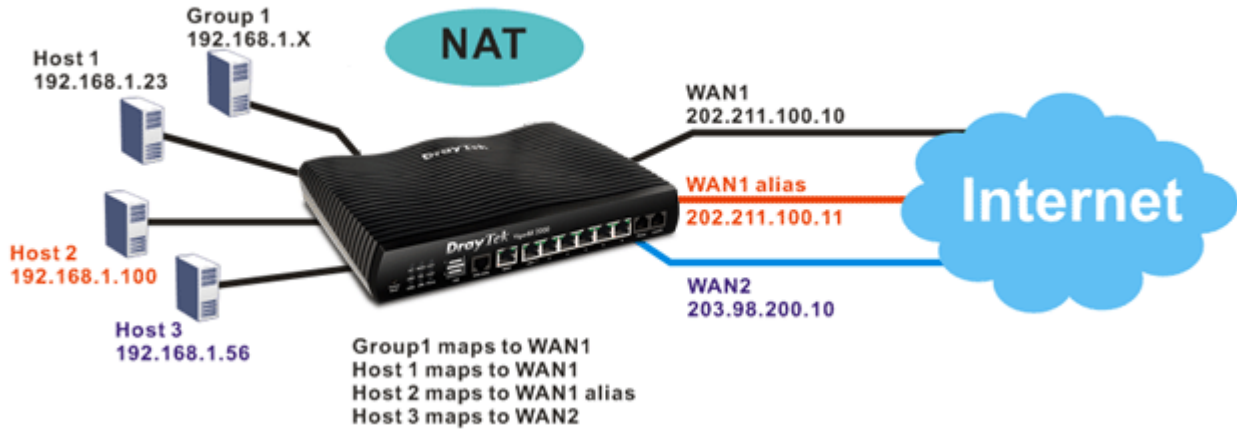 Group 1
192.168.1.X
Host 1
192.168.1.23
NAT
WAN1
202.211.100.10
DrayTek
WAN1 alias
202.211.100.11
Internet
Host 2
192.168.1.100
DrayTek
WAN2
203.98.200.10
Host 3
192.168.1.56
Group1 maps to WAN1
Host 1 maps to WAN1
Host 2 maps to WAN1 alias
Host 3 maps to WAN2